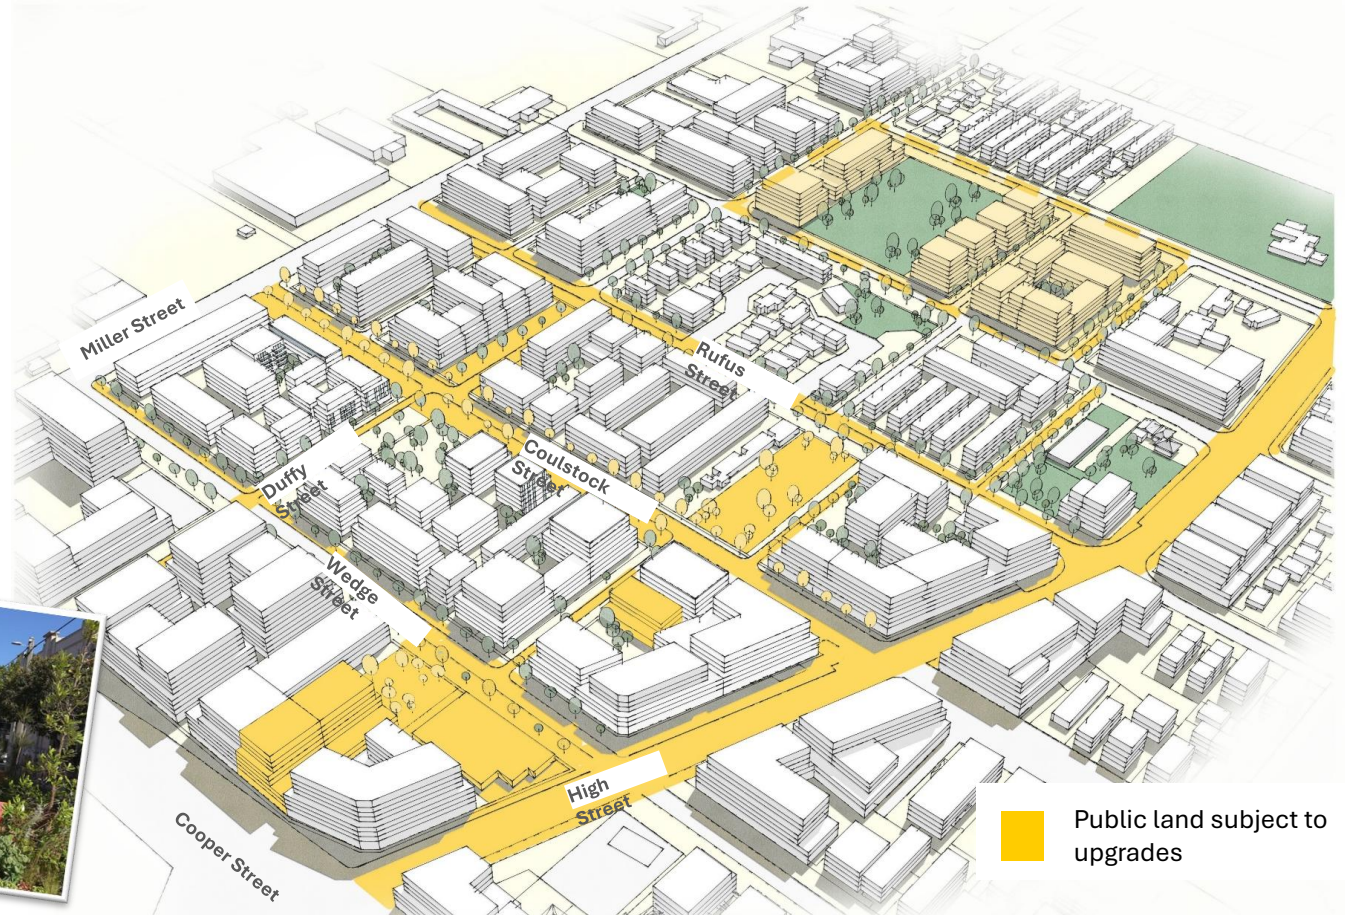 Miller Street
Rufus
Street
Coulstock
Street
Duffy
Street
Wedge
Street
High
Street
Cooper Street
Public land subject to
upgrades